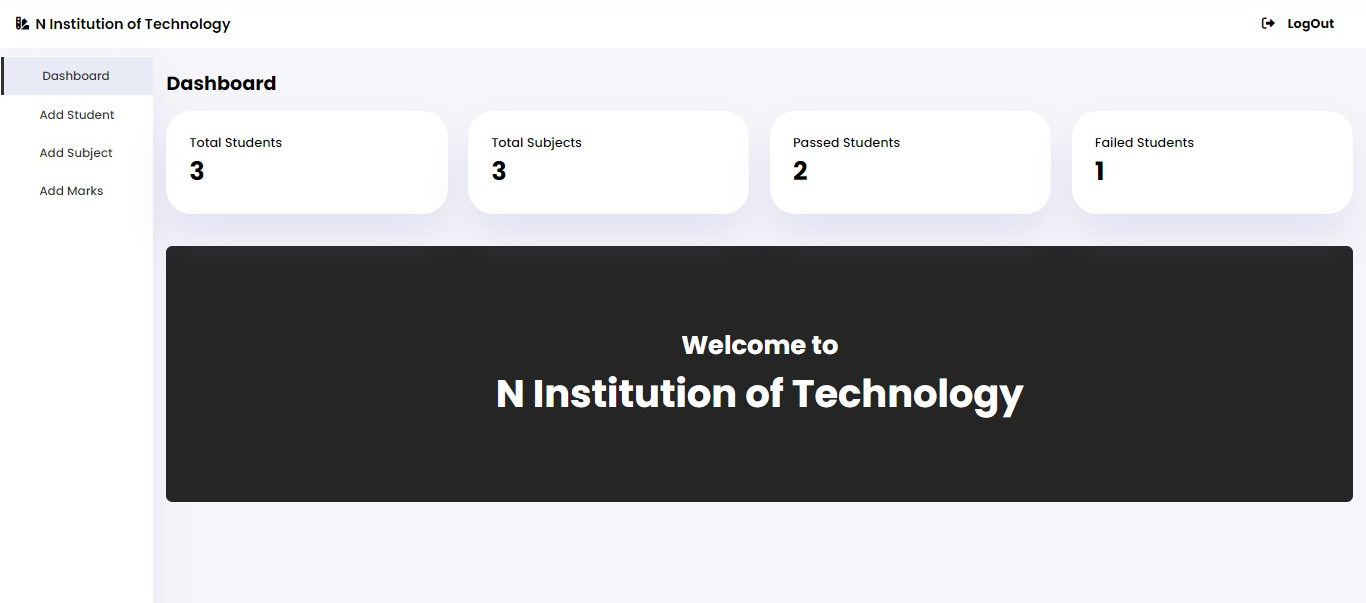 N Institution of Technology
LogOut
Dashboard
Add Student
Add Subject
Add Marks
Dashboard
Total Students
3
Total Subjects
3
Passed Students
2
Failed Students
1
Welcome to
N Institution of Technology